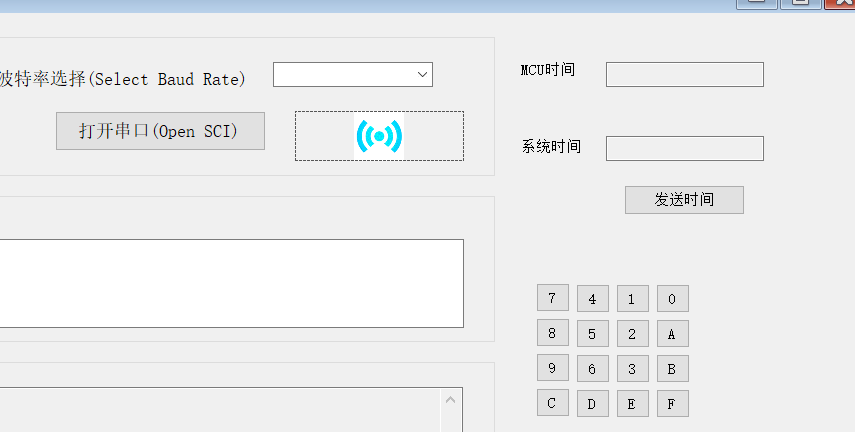 波特率选择(Select Baud Rate)
打开串口(Open SCI)
MCU时间
系统时间
发送时间
7 4 1 0
8 5 2 A
9 6 3 B
C D E F